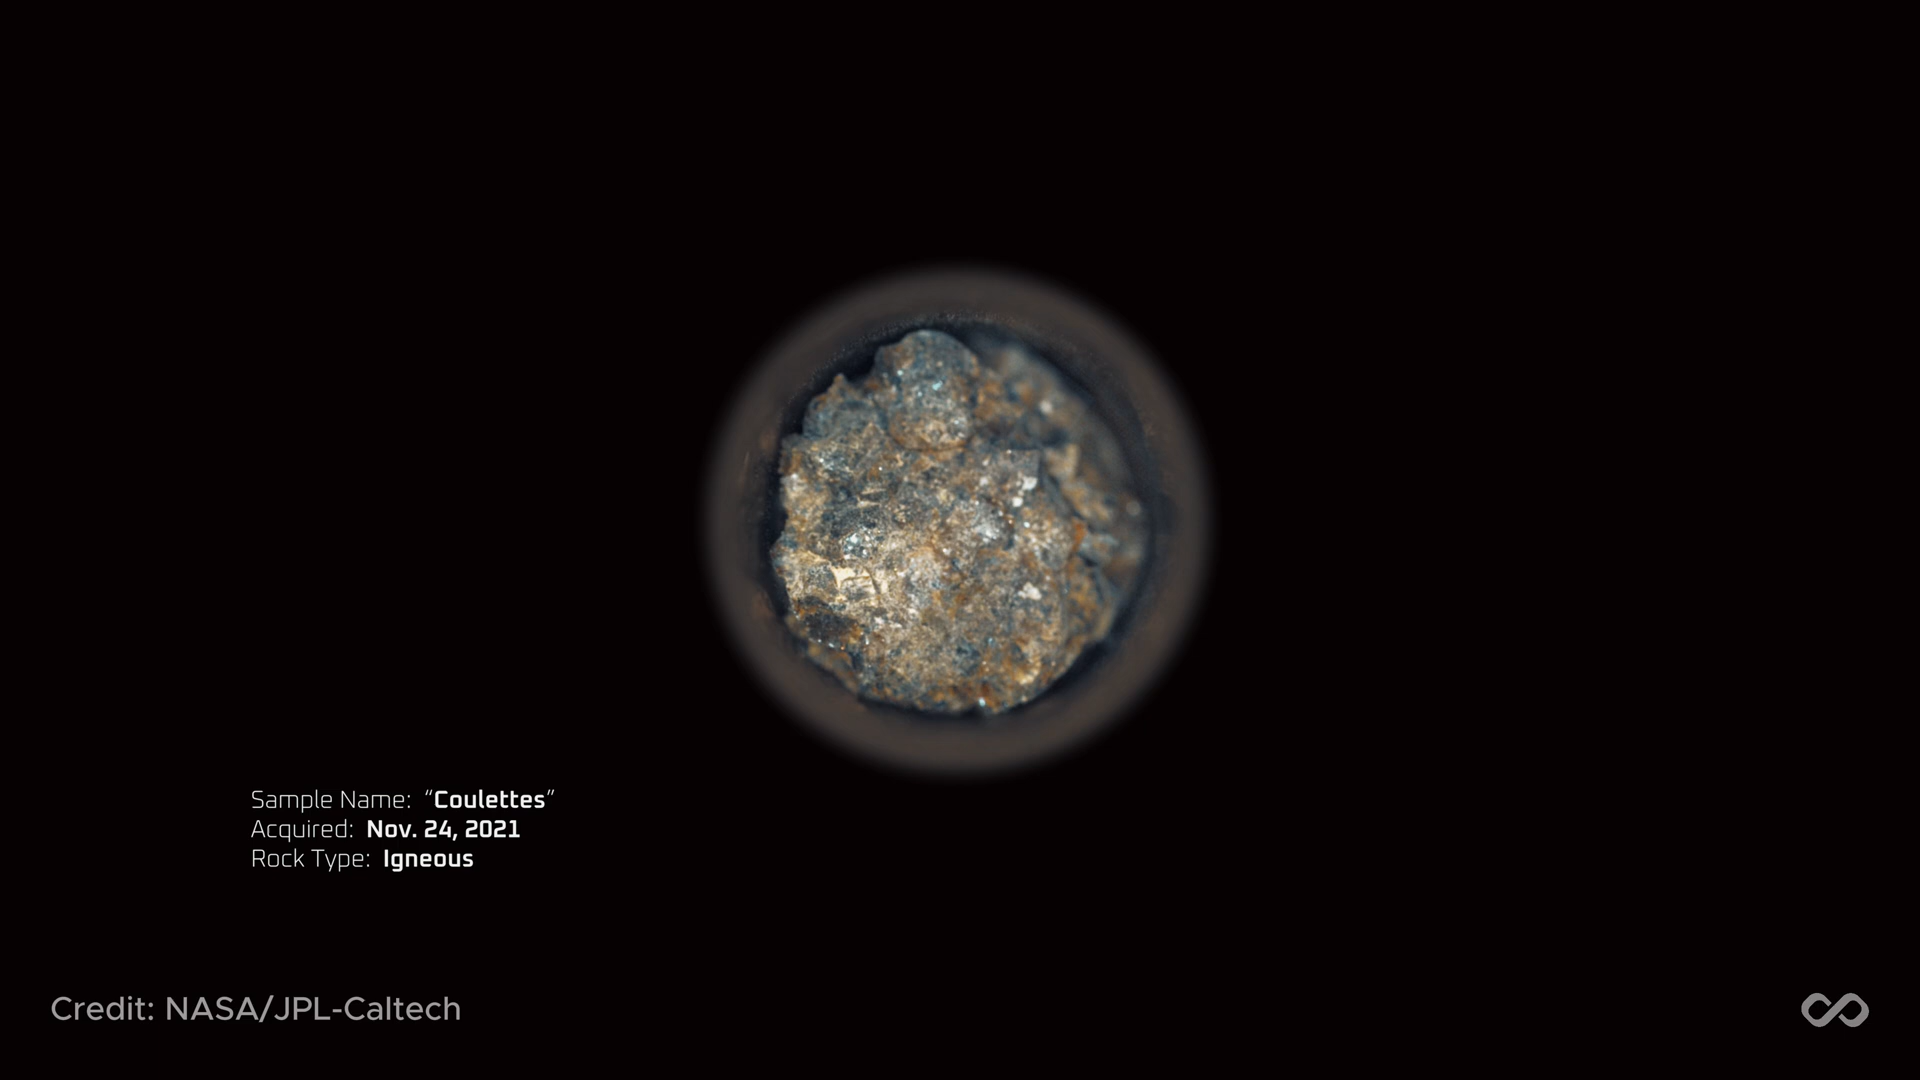 Sample Name: “Coulettes”
Acquired: Nov. 24, 2021
Rock Type: Igneous
Credit: NASA/JPL-Caltech